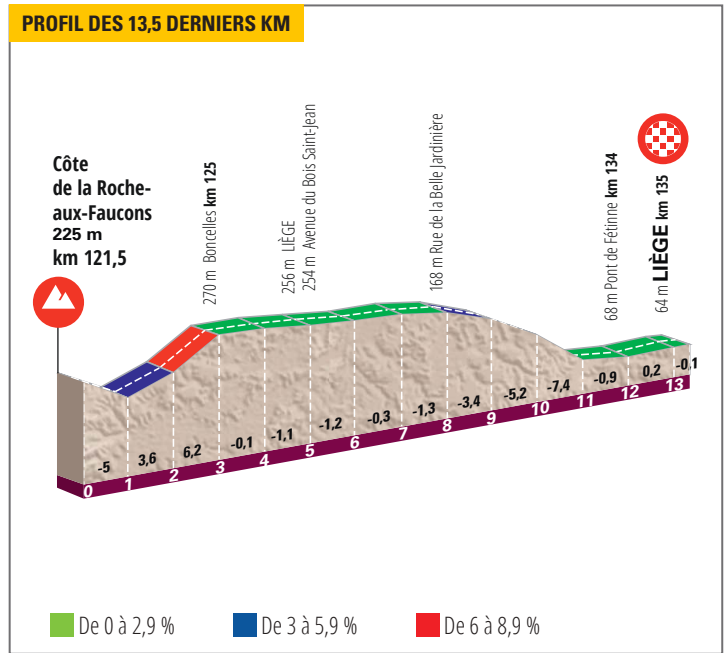 PROFIL DES 13,5 DERNIERS KM
Côte
de la Roche-
aux-Faucons
225 m
km 121,5
270 m Boncelles km 125
256 m LIÈGE
254 m Avenue du Bois Saint-Jean
168 m Rue de la Belle Jardinière
68 m Pont de Fétinne km 134
64 m LIÈGE km 135
-5 3,6 6,2 -0,1 -1,1 -1,2 -0,3 -1,3 -3,4 -5,2 -7,4 -0,9 0,2 -0,1
0 1 2 3 4 5 6 7 8 9 10 11 12 13
De 0 à 2,9 %
De 3 à 5,9 %
De 6 à 8,9 %